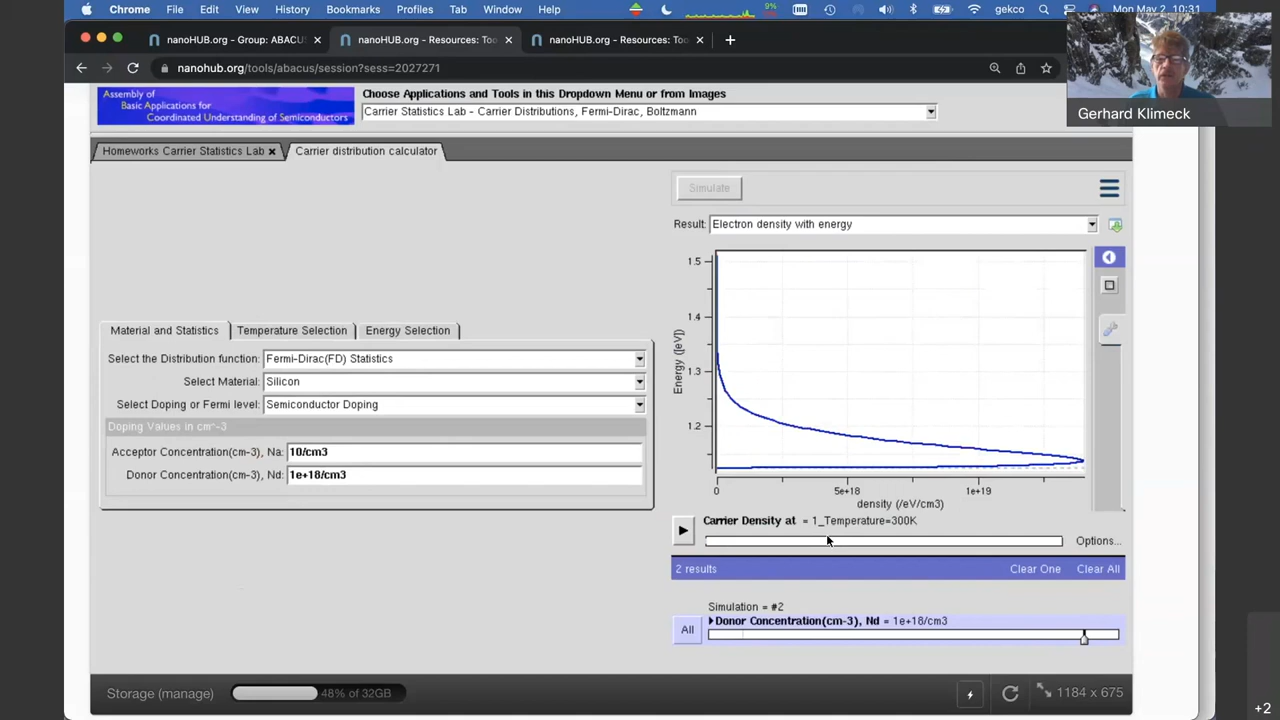 Chrome File Edit View History Bookmarks Profiles Tab Window Help 9% gekco Mon May 2 10:31
nanoHUB.org - Group: ABACUS × nanoHUB.org - Resources: Too × nanoHUB.org - Resources: Too × +
nanohub.org/tools/abacus/session?sess=2027271
Gerhard Klimeck
Assembly of
Basic Applications for
Coordinated Understanding of Semiconductors
Choose Applications and Tools in this Dropdown Menu or from Images
Carrier Statistics Lab - Carrier Distributions, Fermi-Dirac, Boltzmann
Homeworks Carrier Statistics Lab × Carrier distribution calculator
Simulate
Result: Electron density with energy
Material and Statistics Temperature Selection Energy Selection
Select the Distribution function: Fermi-Dirac(FD) Statistics
Select Material: Silicon
Select Doping or Fermi level: Semiconductor Doping
Doping Values in cm^-3
Acceptor Concentration(cm-3), Na: 10/cm3
Donor Concentration(cm-3), Nd: 1e+18/cm3
1.5
1.4
1.3
1.2
Energy ([eV])
0 5e+18 1e+19
density (/eV/cm3)
Carrier Density at = 1_Temperature=300K
Options...
2 results Clear One Clear All
Simulation = #2
All Donor Concentration(cm-3), Nd = 1e+18/cm3
Storage (manage) 48% of 32GB 1184 x 675
+2